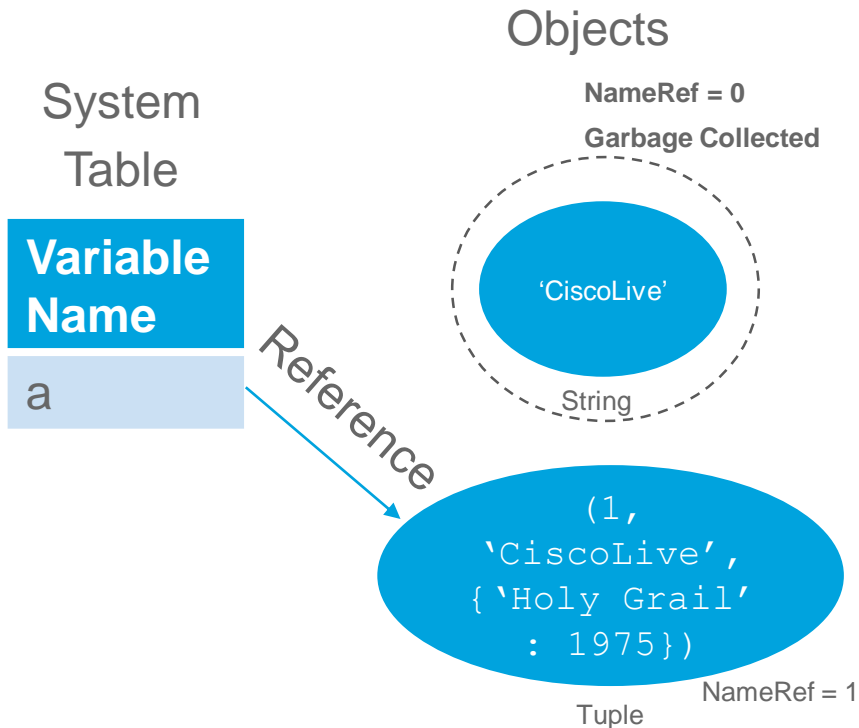 Objects
System
Table
NameRef = 0
Garbage Collected
Variable
Name
‘CiscoLive’
a
Reference
String
(1,
‘CiscoLive’,
{‘Holy Grail’
: 1975})
NameRef = 1
Tuple